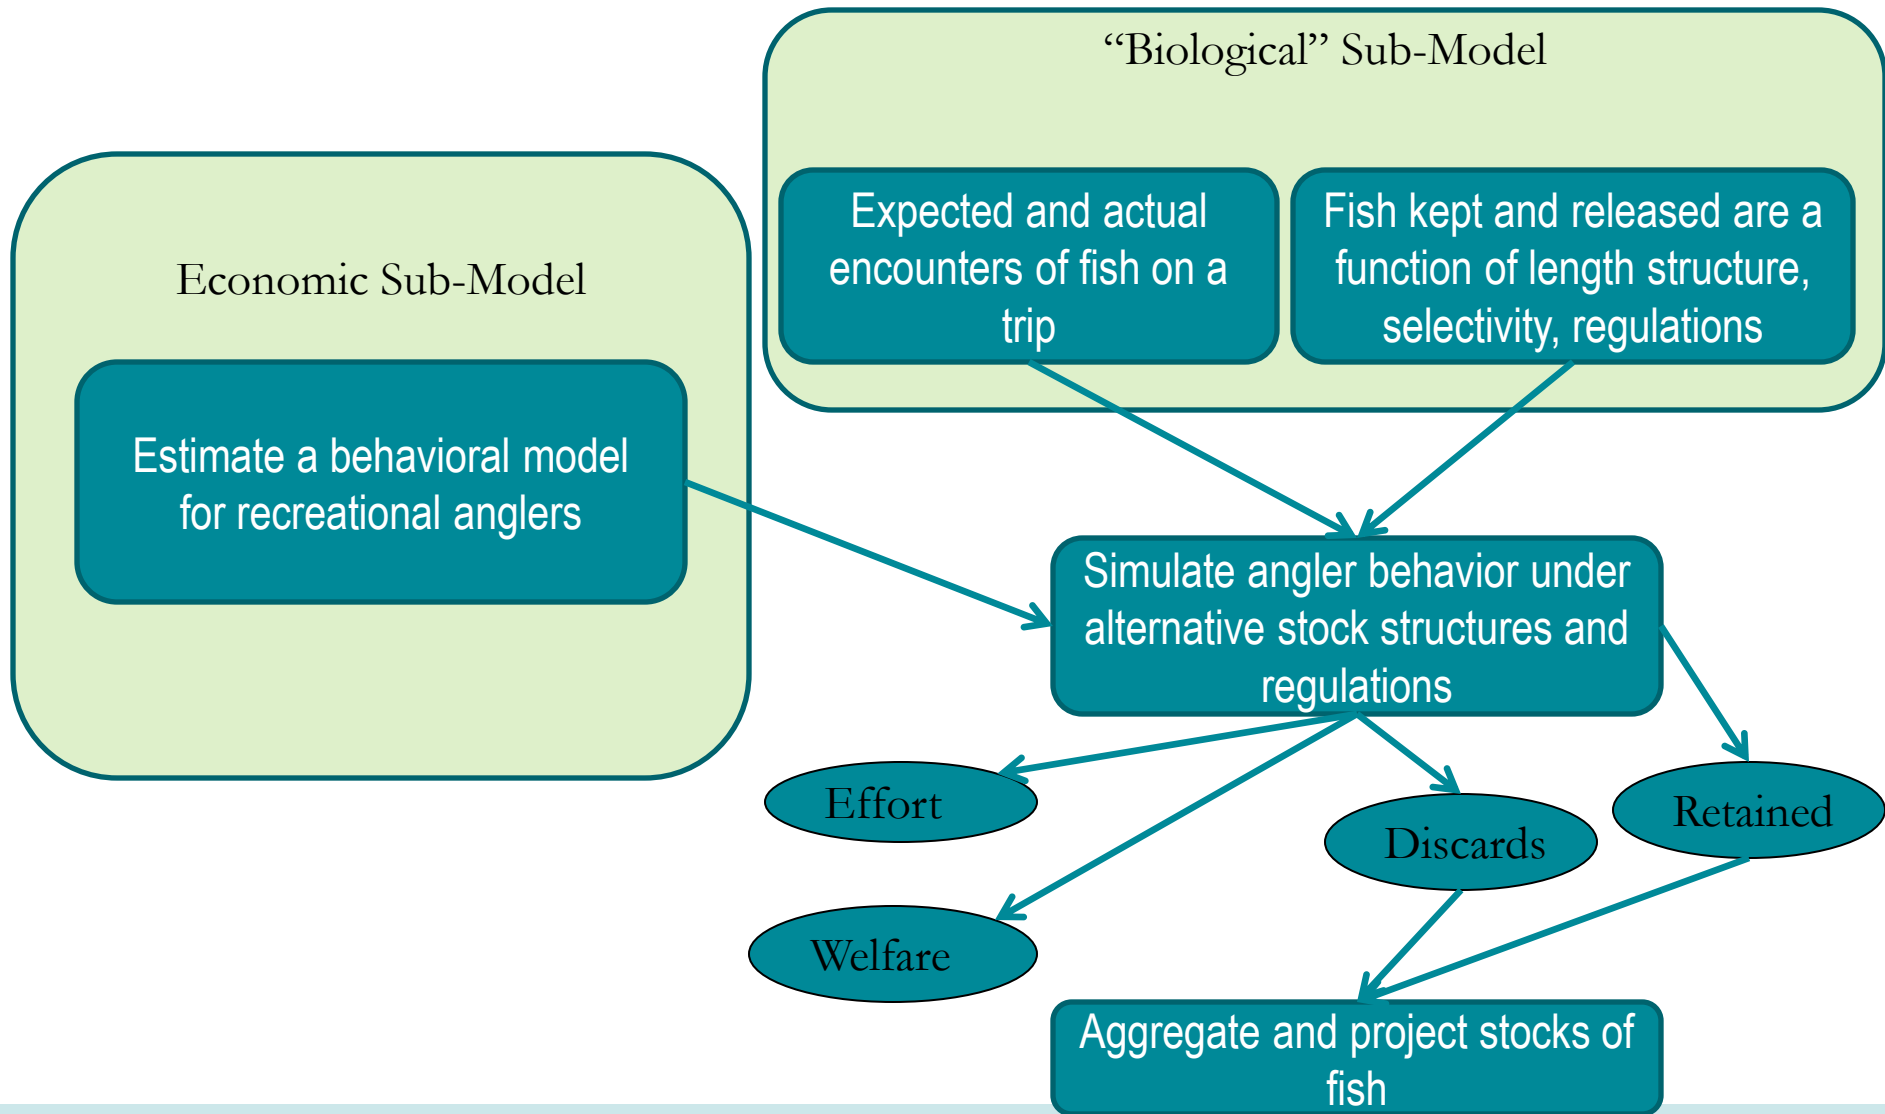 “Biological” Sub-Model
Expected and actual
encounters of fish on a
trip
Fish kept and released are a
function of length structure,
selectivity, regulations
Economic Sub-Model
Estimate a behavioral model
for recreational anglers
Simulate angler behavior under
alternative stock structures and
regulations
Effort
Discards
Retained
Welfare
Aggregate and project stocks of
fish